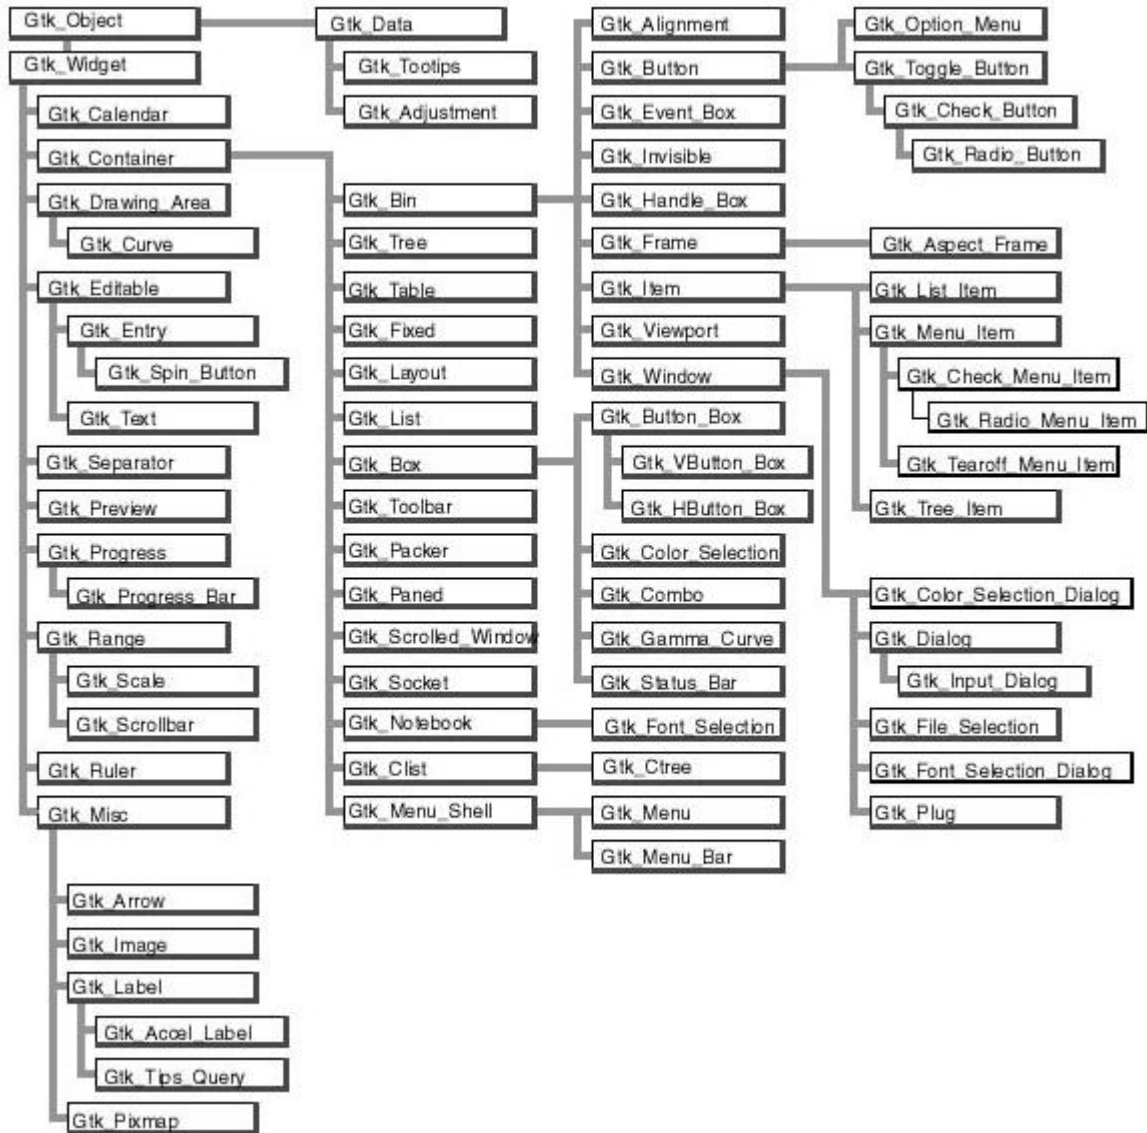 Gtk_Object
Gtk_Widget
Gtk_Calendar
Gtk_Container
Gtk_Drawing_Area
Gtk_Curve
Gtk_Editable
Gtk_Entry
Gtk_Spin_Button
Gtk_Text
Gtk_Separator
Gtk_Preview
Gtk_Progress
Gtk_Progress_Bar
Gtk_Range
Gtk_Scale
Gtk_Scrollbar
Gtk_Ruler
Gtk_Misc
Gtk_Arrow
Gtk_Image
Gtk_Label
Gtk_Accel_Label
Gtk_Tips_Query
Gtk_Pixmap
Gtk_Data
Gtk_Tootips
Gtk_Adjustment
Gtk_Bin
Gtk_Tree
Gtk_Table
Gtk_Fixed
Gtk_Layout
Gtk_List
Gtk_Box
Gtk_Toolbar
Gtk_Packer
Gtk_Paned
Gtk_Scrolled_Window
Gtk_Socket
Gtk_Notebook
Gtk_Clist
Gtk_Menu_Shell
Gtk_Alignment
Gtk_Button
Gtk_Event_Box
Gtk_Invisible
Gtk_Handle_Box
Gtk_Frame
Gtk_Item
Gtk_Viewport
Gtk_Window
Gtk_Button_Box
Gtk_VButton_Box
Gtk_HButton_Box
Gtk_Color_Selection
Gtk_Combo
Gtk_Gamma_Curve
Gtk_Status_Bar
Gtk_Font_Selection
Gtk_Ctree
Gtk_Menu
Gtk_Menu_Bar
Gtk_Option_Menu
Gtk_Toggle_Button
Gtk_Check_Button
Gtk_Radio_Button
Gtk_Aspect_Frame
Gtk_List_Item
Gtk_Menu_Item
Gtk_Check_Menu_Item
Gtk_Radio_Menu_Item
Gtk_Tearoff_Menu_Item
Gtk_Tree_Item
Gtk_Color_Selection_Dialog
Gtk_Dialog
Gtk_Input_Dialog
Gtk_File_Selection
Gtk_Font_Selection_Dialog
Gtk_Plug